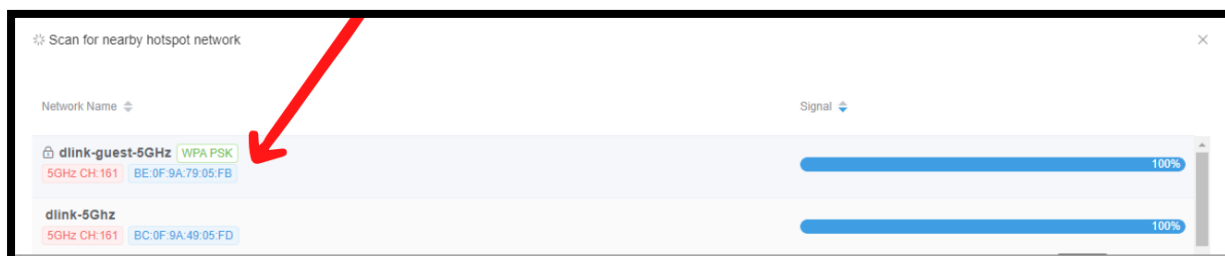 Scan for nearby hotspot network
Network Name Signal
dlink-guest-5GHz WPA PSK
5GHz CH:161 BE:0F:9A:79:05:FB
100%
dlink-5Ghz
5GHz CH:161 BC:0F:9A:49:05:FD
100%